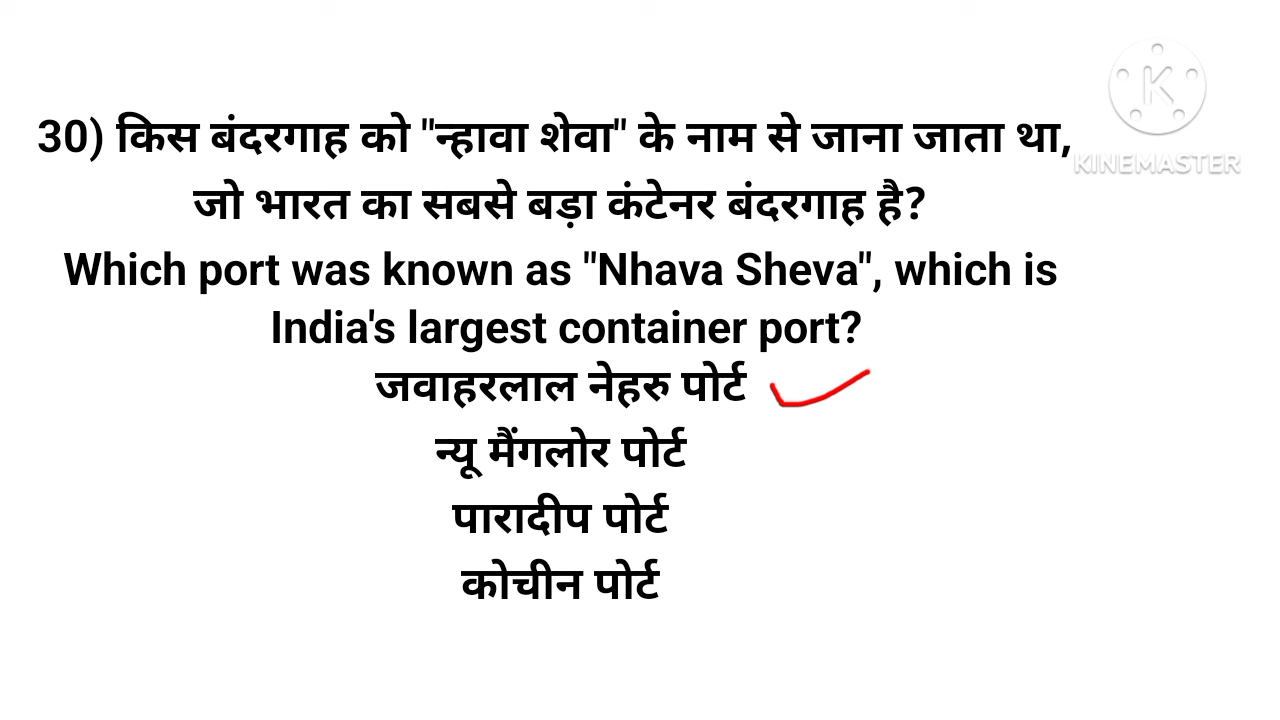 30) किस बंदरगाह को "न्हावा शेवा" के नाम से जाना जाता था,
जो भारत का सबसे बड़ा कंटेनर बंदरगाह है?
Which port was known as "Nhava Sheva", which is
India's largest container port?
जवाहरलाल नेहरु पोर्ट
न्यू मैंगलोर पोर्ट
पारादीप पोर्ट
कोचीन पोर्ट
K
KINEMASTER